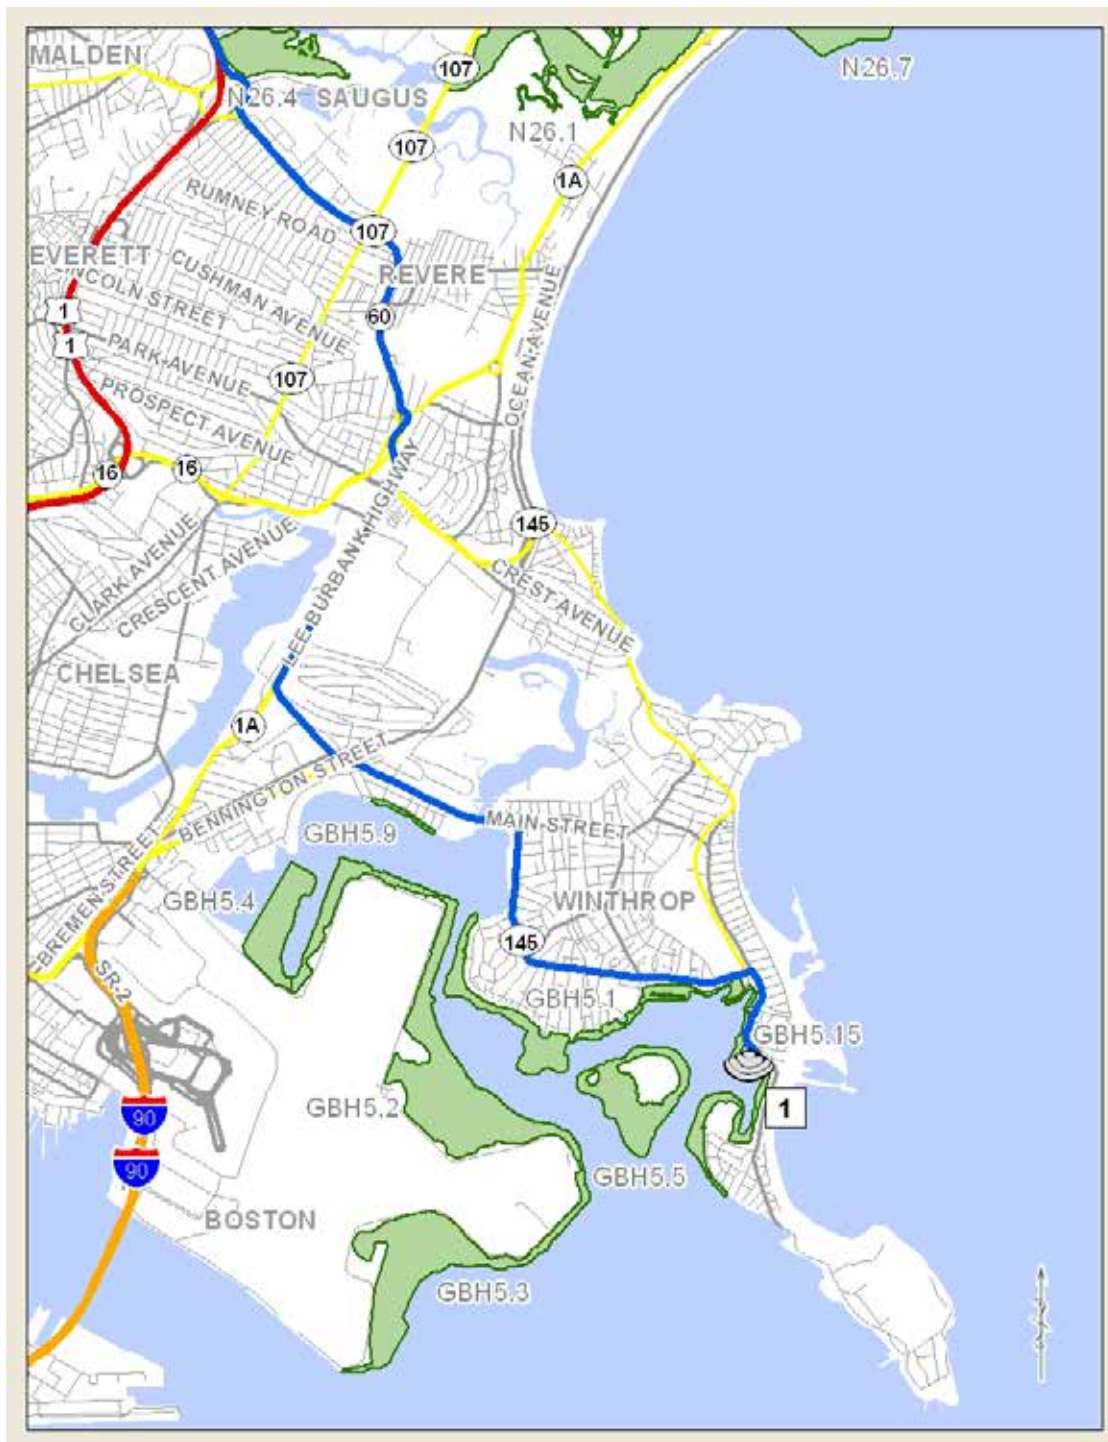 MALDEN
107
N26.7
N26.4
SAUGUS
N26.1
107
1A
RUMNEY ROAD
107
EVERETT
CUSHMAN AVENUE
REVERE
LINCOLN STREET
1
60
1
PARK AVENUE
107
OCEAN AVENUE
PROSPECT AVENUE
16
16
LEE BURBANK HIGHWAY
145
CLARK AVENUE
CRESCENT AVENUE
CREST AVENUE
CHELSEA
1A
BENNINGTON STREET
MAIN STREET
GBH5.9
BREMEN STREET
GBH5.4
WINTHROP
145
SR-2
GBH5.1
GBH5.15
90
GBH5.2
1
90
GBH5.5
BOSTON
GBH5.3